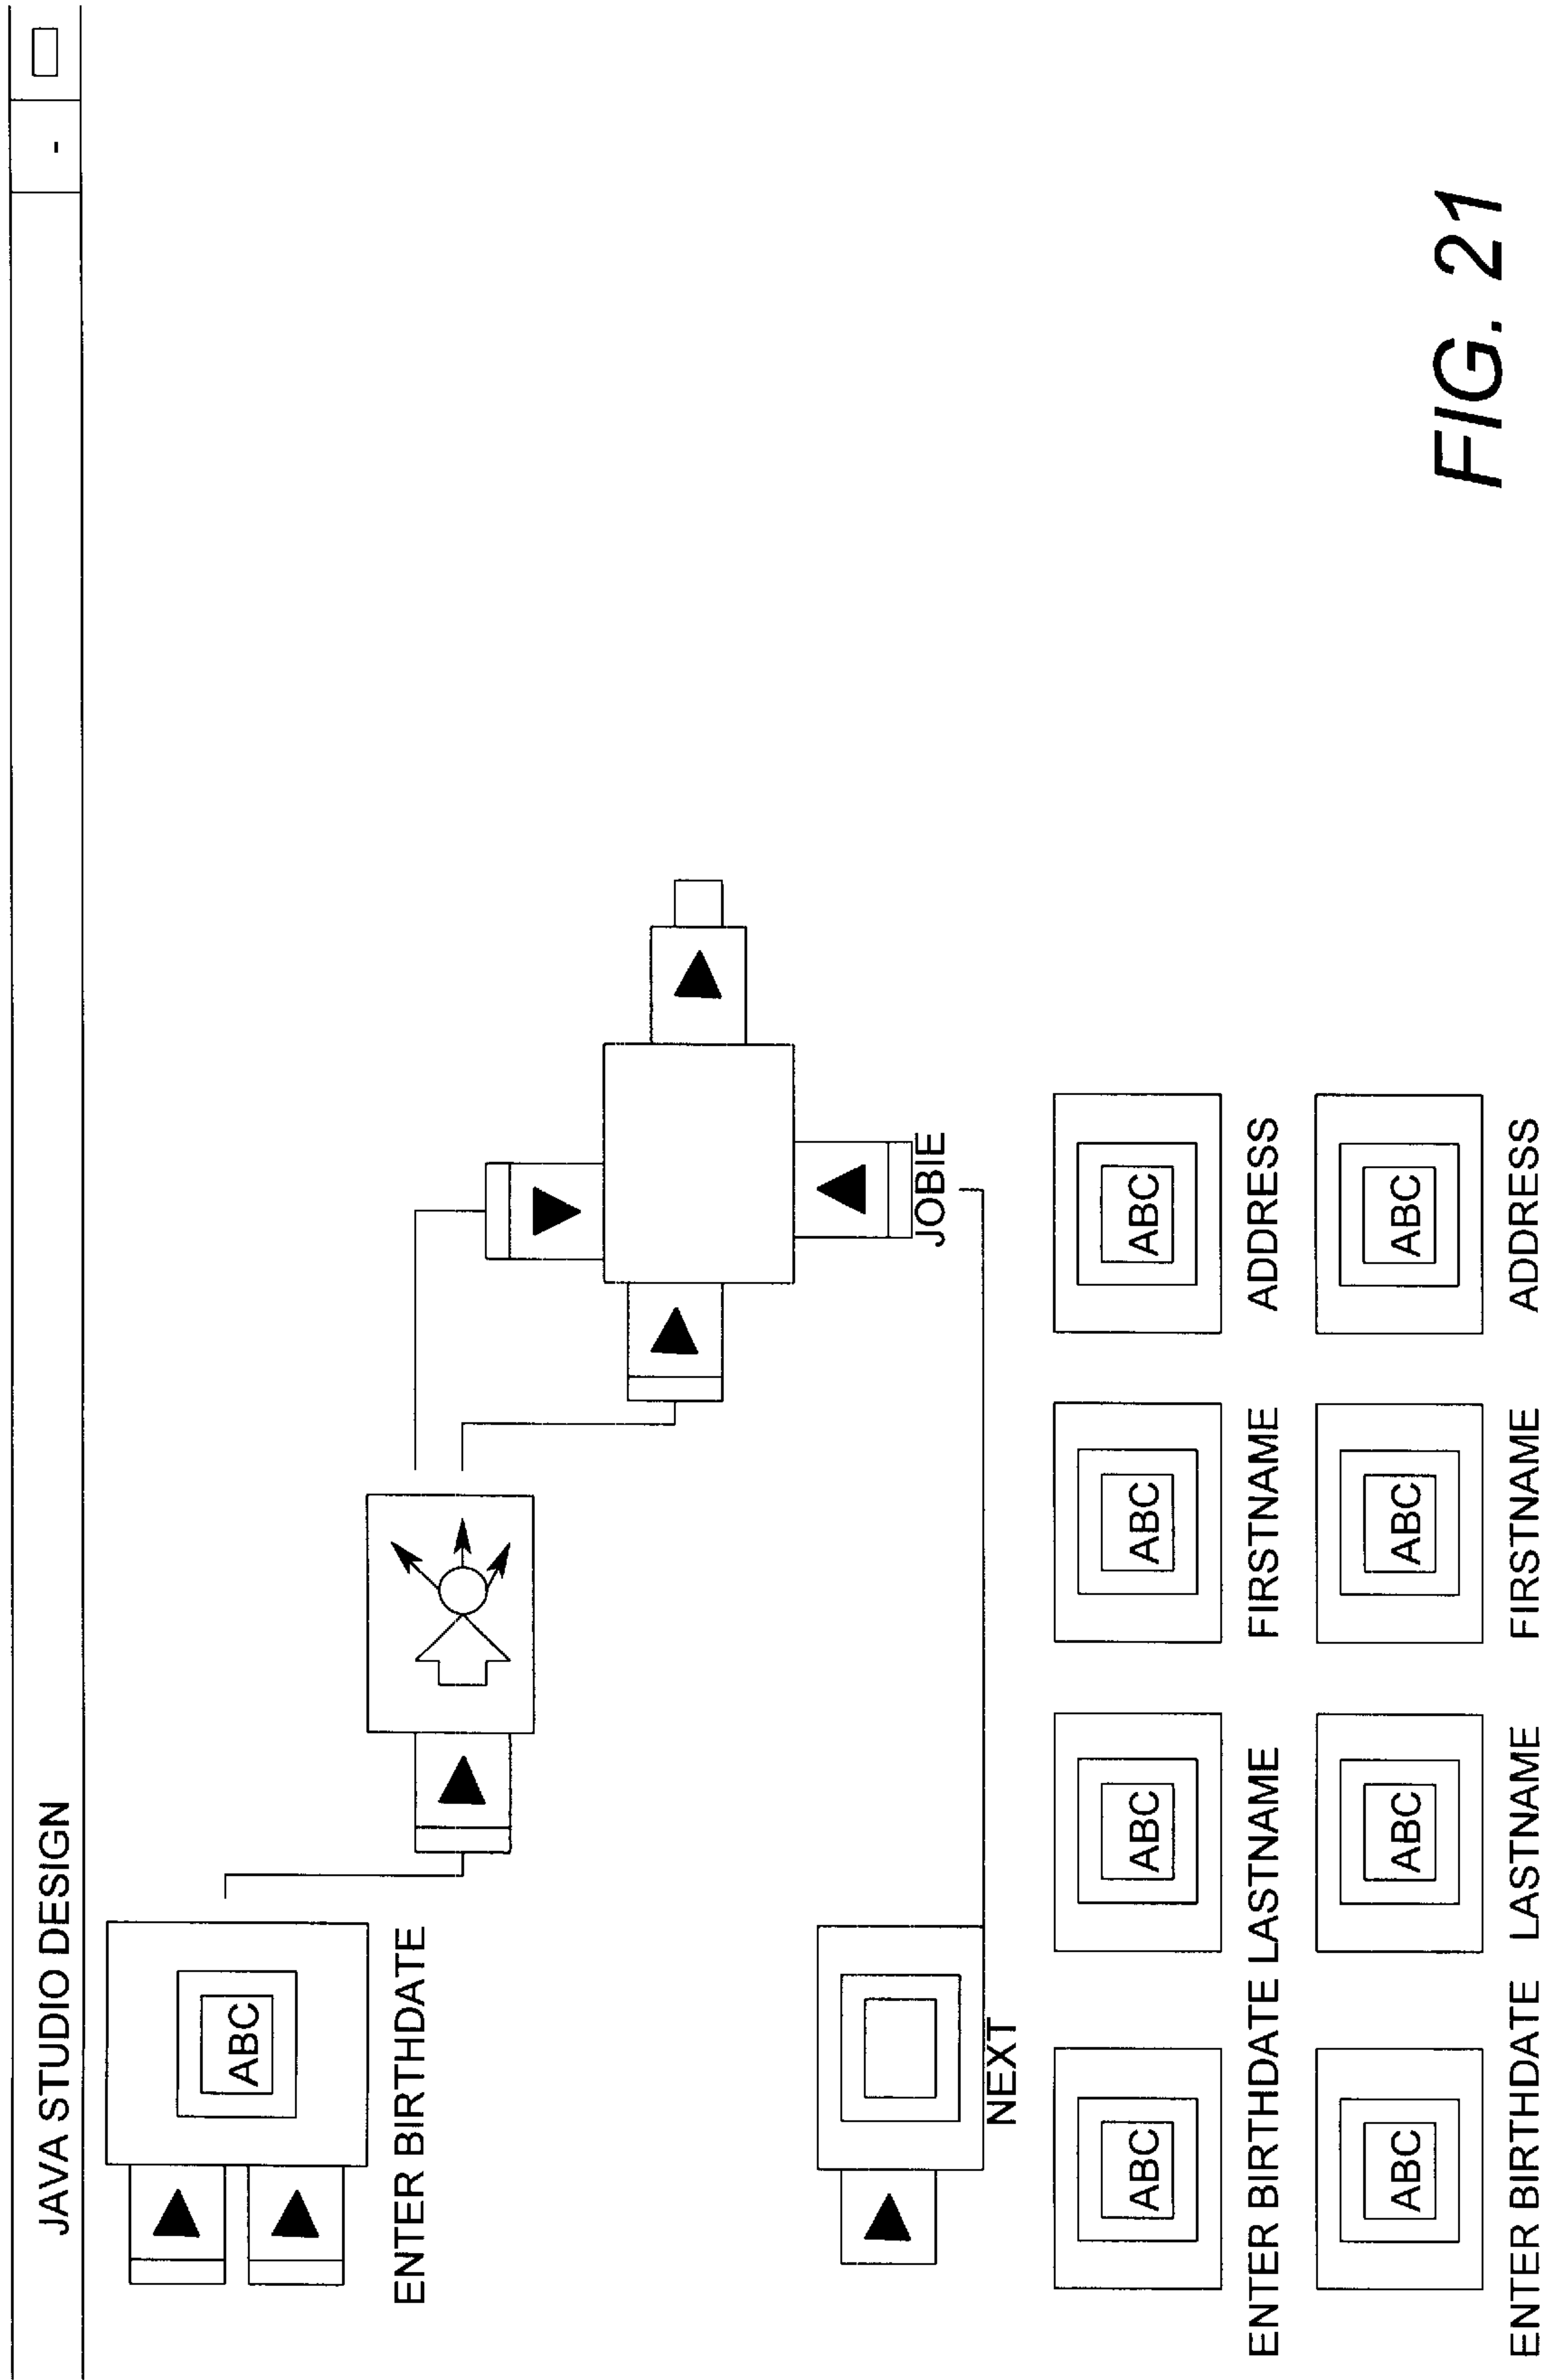 JAVA STUDIO DESIGN
-
ABC
ENTER BIRTHDATE
JOBIE
NEXT
ABC ABC ABC ABC
ENTER BIRTHDATE LASTNAME FIRSTNAME ADDRESS
ABC ABC ABC ABC
ENTER BIRTHDATE LASTNAME FIRSTNAME ADDRESS
FIG. 21